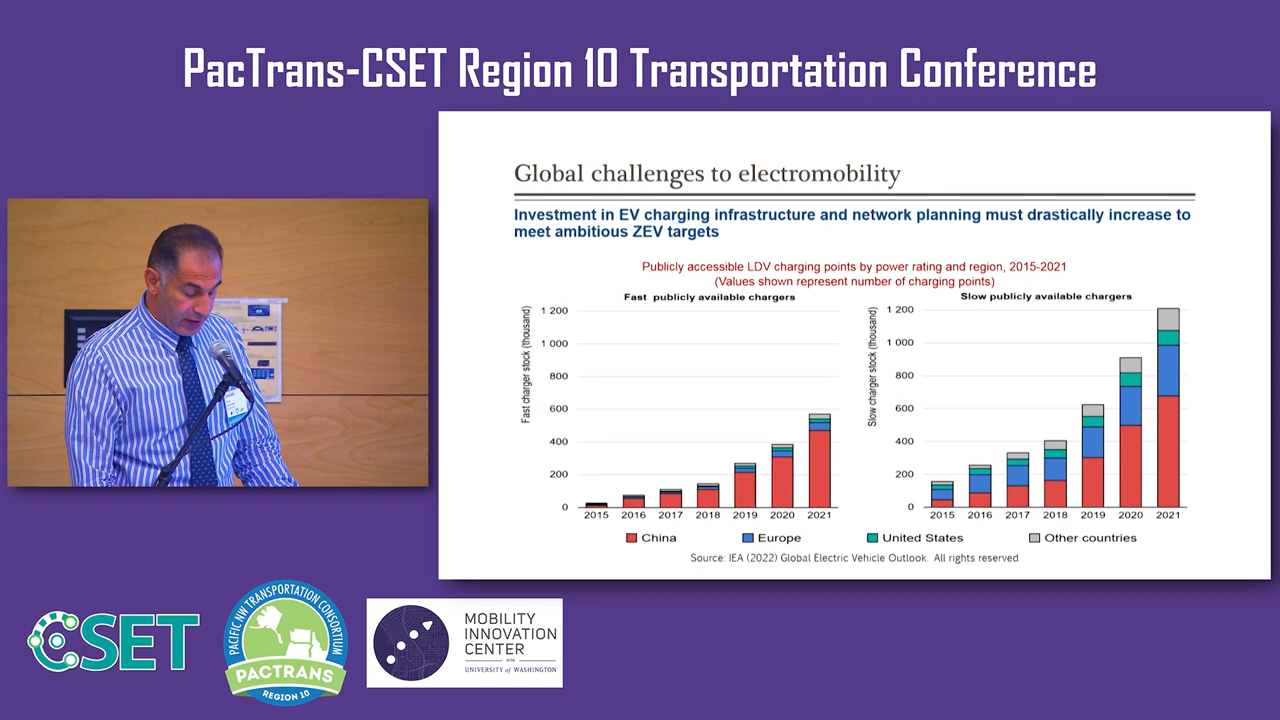 PacTrans-CSET Region 10 Transportation Conference
Global challenges to electromobility
Investment in EV charging infrastructure and network planning must drastically increase to
meet ambitious ZEV targets
Publicly accessible LDV charging points by power rating and region, 2015-2021
(Values shown represent number of charging points)
Fast publicly available chargers
Fast charger stock (thousand)
1 200
1 000
800
600
400
200
0
2015 2016 2017 2018 2019 2020 2021
Slow publicly available chargers
Slow charger stock (thousand)
1 200
1 000
800
600
400
200
0
2015 2016 2017 2018 2019 2020 2021
China Europe United States Other countries
Source: IEA (2022) Global Electric Vehicle Outlook. All rights reserved
CSET
PACIFIC NW TRANSPORTATION CONSORTIUM
PACTRANS
REGION 10
MOBILITY
INNOVATION
CENTER
UNIVERSITY of WASHINGTON